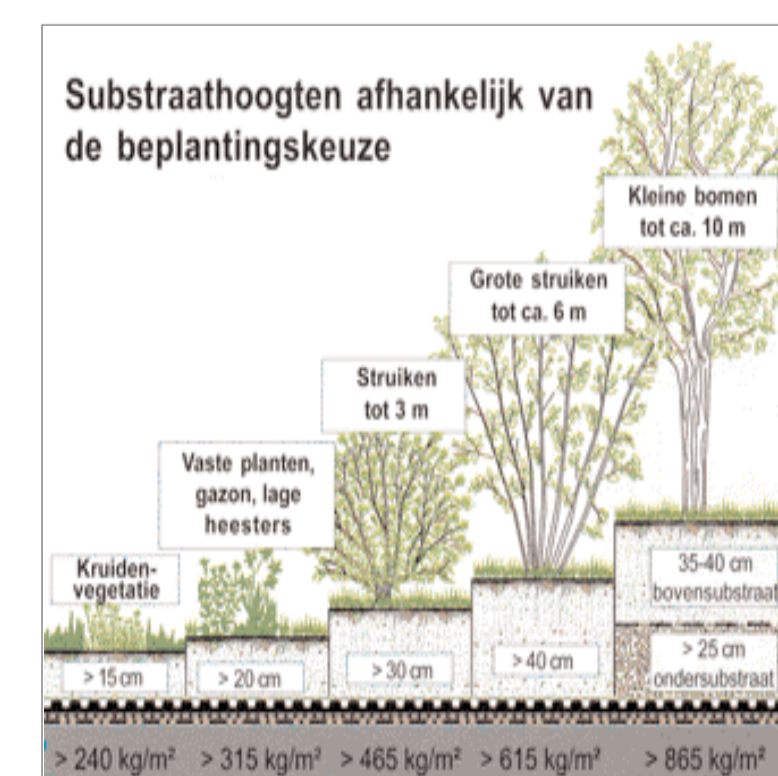 Substraathoogten afhankelijk van
de beplantingskeuze
Kleine bomen
tot ca. 10 m
Grote struiken
tot ca. 6 m
Struiken
tot 3 m
Vaste planten,
gazon, lage
heesters
Kruiden-
vegetatie
> 15 cm
> 20 cm
> 30 cm
> 40 cm
35-40 cm
bovensubstraat
> 25 cm
ondersubstraat
> 240 kg/m² > 315 kg/m² > 465 kg/m² > 615 kg/m² > 865 kg/m²